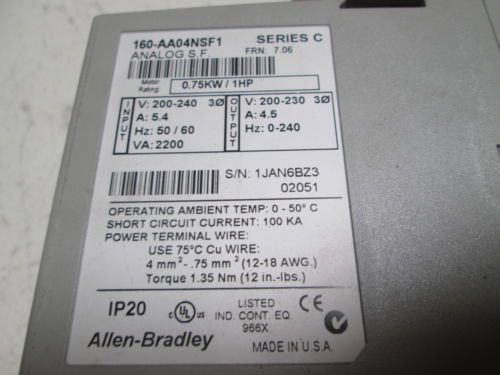 160-AA04NSF1 SERIES C
ANALOG S.F. FRN: 7.06
Motor Rating: 0.75KW / 1HP
INPUT
V: 200-240 3Ø
A: 5.4
Hz: 50 / 60
VA: 2200
OUTPUT
V: 200-230 3Ø
A: 4.5
Hz: 0-240
S/N: 1JAN6BZ3
02051
OPERATING AMBIENT TEMP: 0 - 50° C
SHORT CIRCUIT CURRENT: 100 KA
POWER TERMINAL WIRE:
USE 75°C Cu WIRE:
4 mm²- .75 mm² (12-18 AWG.)
Torque 1.35 Nm (12 in.-lbs.)
IP20 c UL us LISTED CE
IND. CONT. EQ.
966X
Allen-Bradley MADE IN U.S.A.